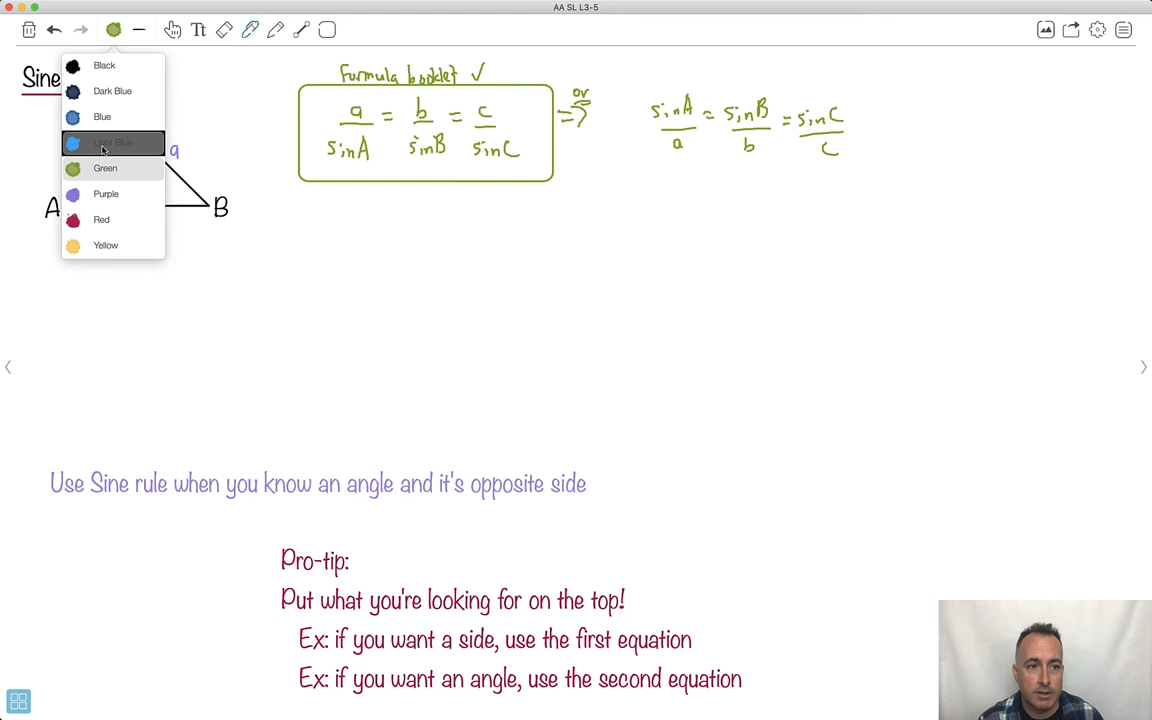 AA SL L3-5
Tt
Sine
Black
Dark Blue
Blue
Light Blue
Green
Purple
Red
Yellow
a
A
B
Formula booklet ✓
a/sinA = b/sinB = c/sinC
or
=>
sinA/a = sinB/b = sinC/c
Use Sine rule when you know an angle and it's opposite side
Pro-tip:
Put what you're looking for on the top!
Ex: if you want a side, use the first equation
Ex: if you want an angle, use the second equation